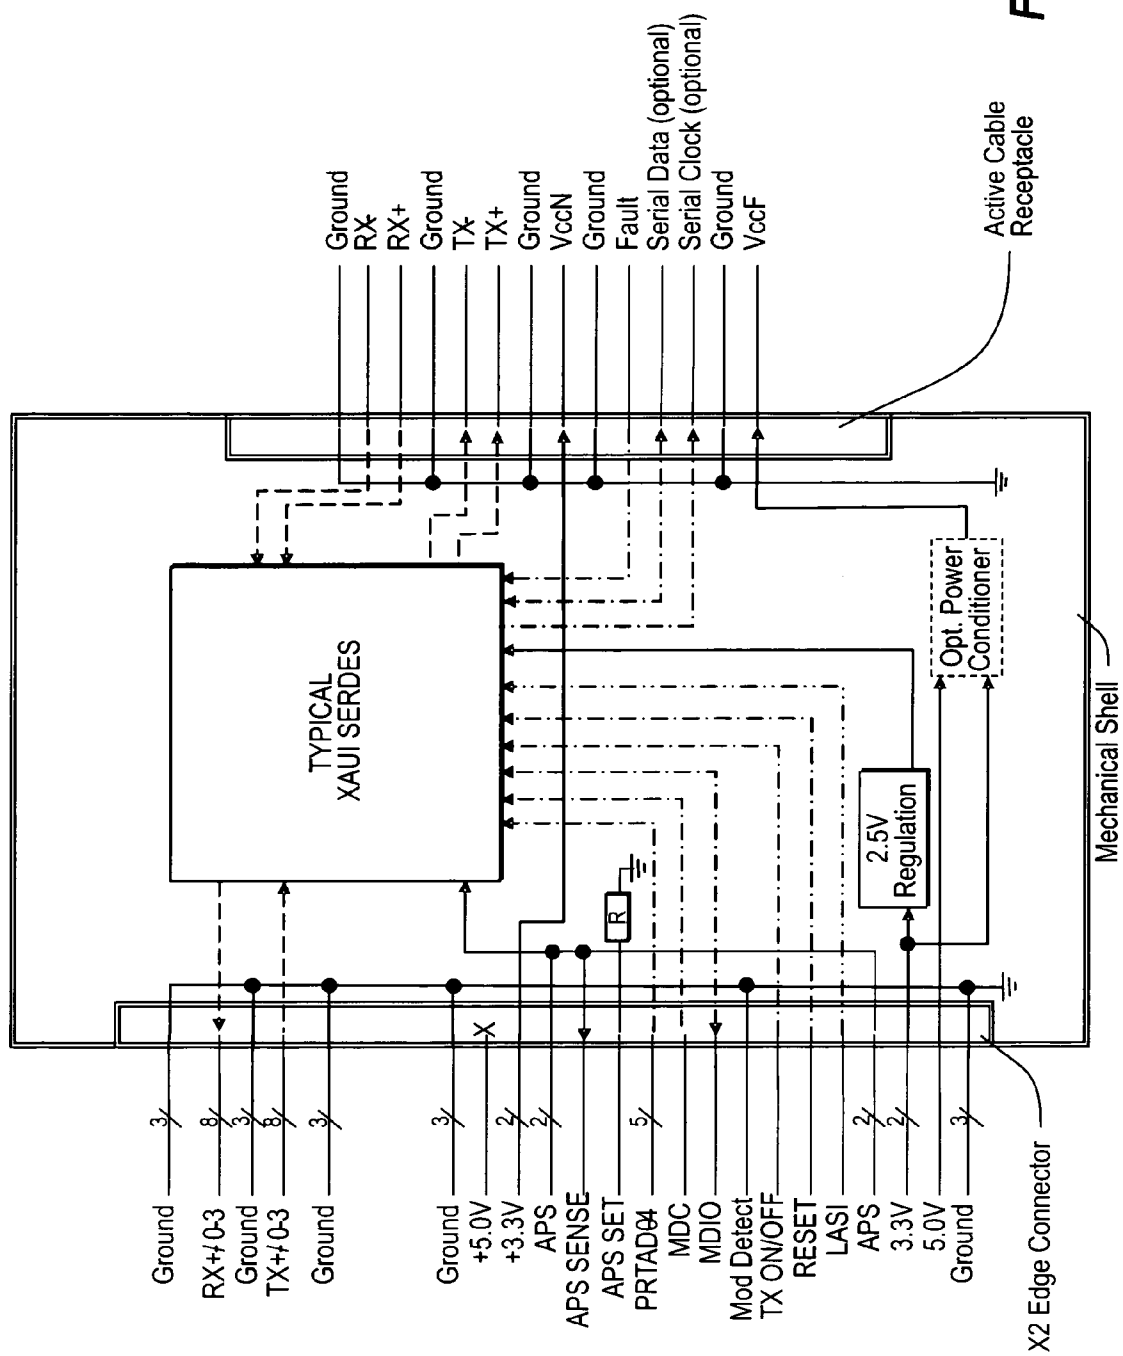 F
Ground
RX-
RX+
Ground
TX-
TX+
Ground
VccN
Ground
Fault
Serial Data (optional)
Serial Clock (optional)
Ground
VccF
Active Cable
Receptacle
TYPICAL
XAUI SERDES
Opt. Power
Conditioner
2.5V
Regulation
R
X
Mechanical Shell
3
8
3
8
3
3
2
2
5
2
2
3
Ground
RX+/0-3
Ground
TX+/0-3
Ground
Ground
+5.0V
+3.3V
APS
APS SENSE
APS SET
PRTAD04
MDC
MDIO
Mod Detect
TX ON/OFF
RESET
LASI
APS
3.3V
5.0V
Ground
X2 Edge Connector